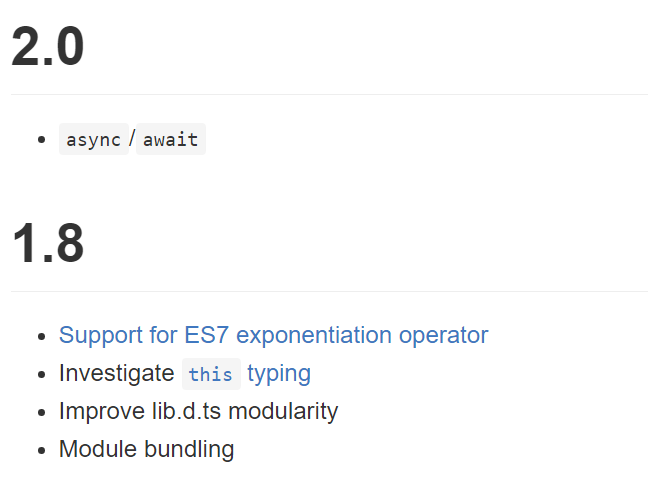 2.0
async/await
1.8
Support for ES7 exponentiation operator
Investigate this typing
Improve lib.d.ts modularity
Module bundling